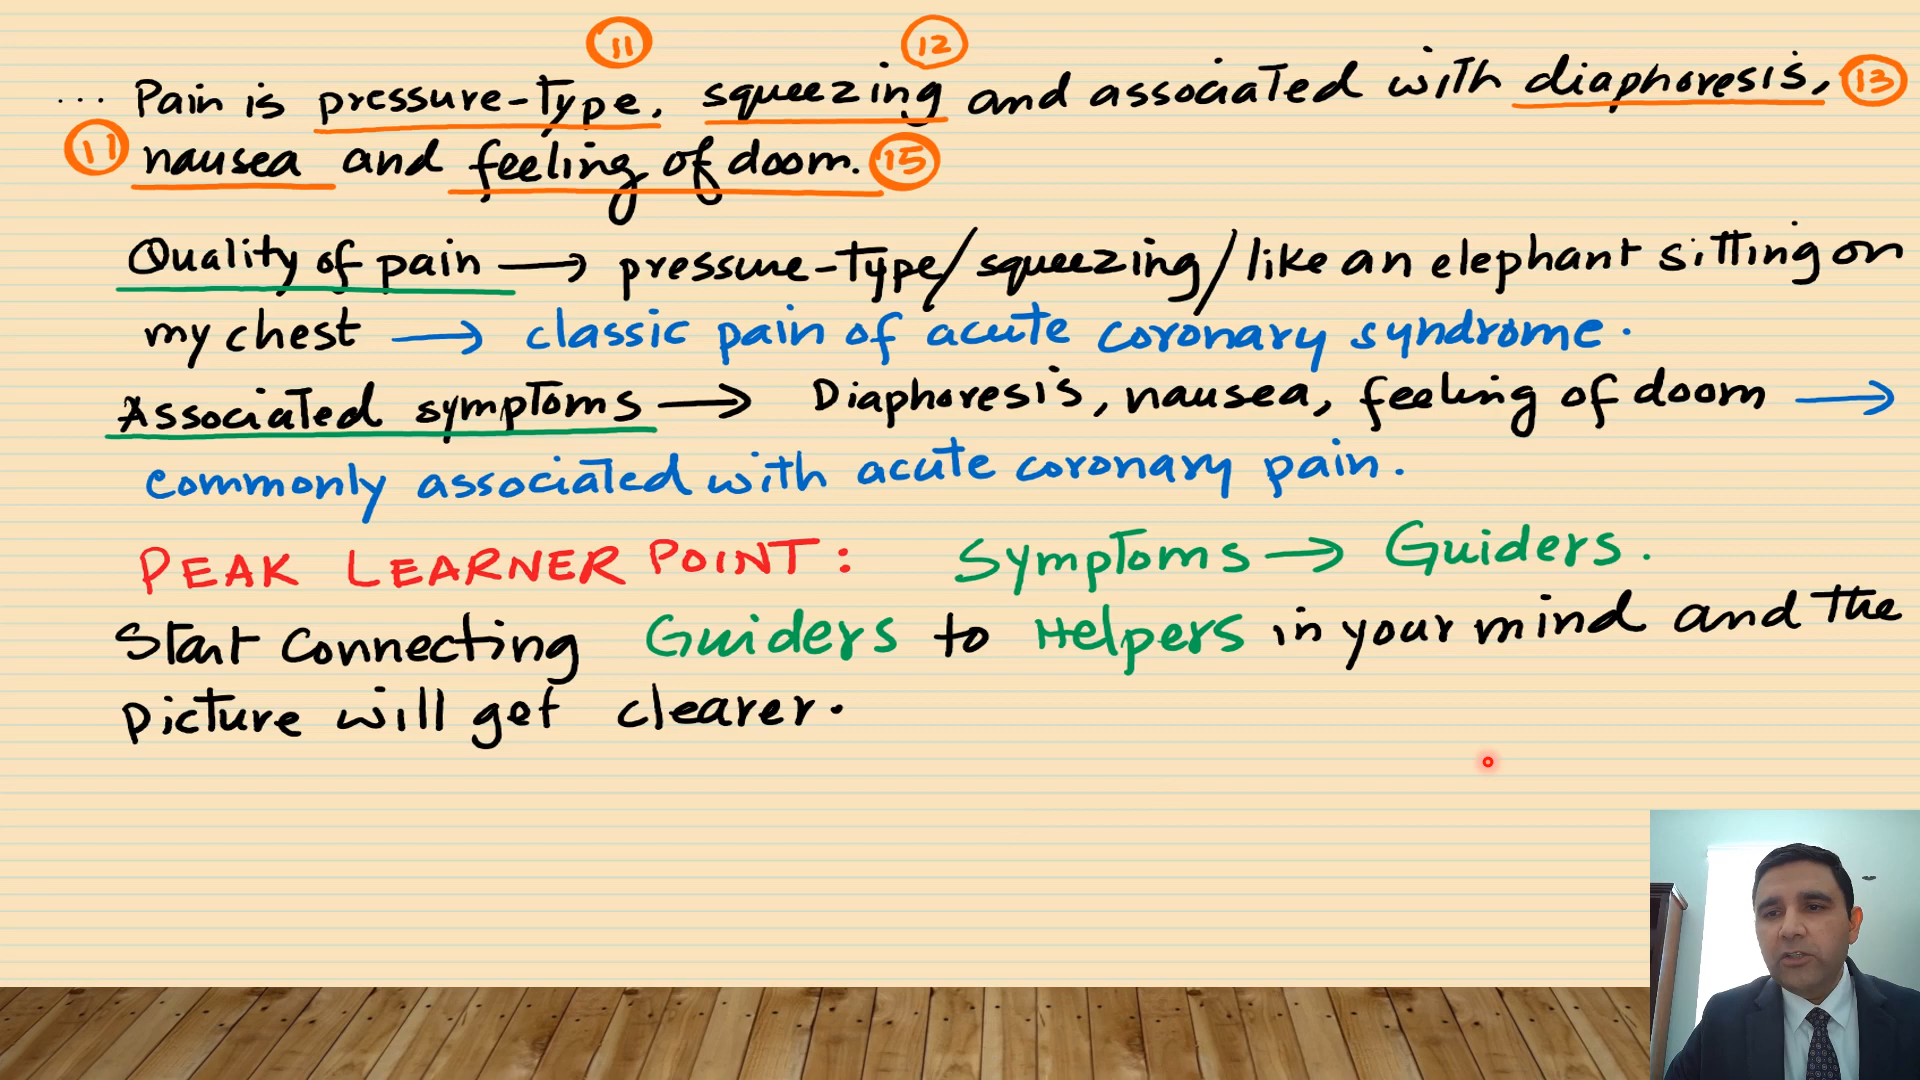 11 12
... Pain is pressure-type, squeezing and associated with diaphoresis, 13
11 nausea and feeling of doom. 15
Quality of pain → pressure-type/squeezing/like an elephant sitting on
my chest → classic pain of acute coronary syndrome.
Associated symptoms → Diaphoresis, nausea, feeling of doom →
commonly associated with acute coronary pain.
PEAK LEARNER POINT: Symptoms → Guiders.
Start connecting Guiders to Helpers in your mind and the
picture will get clearer.